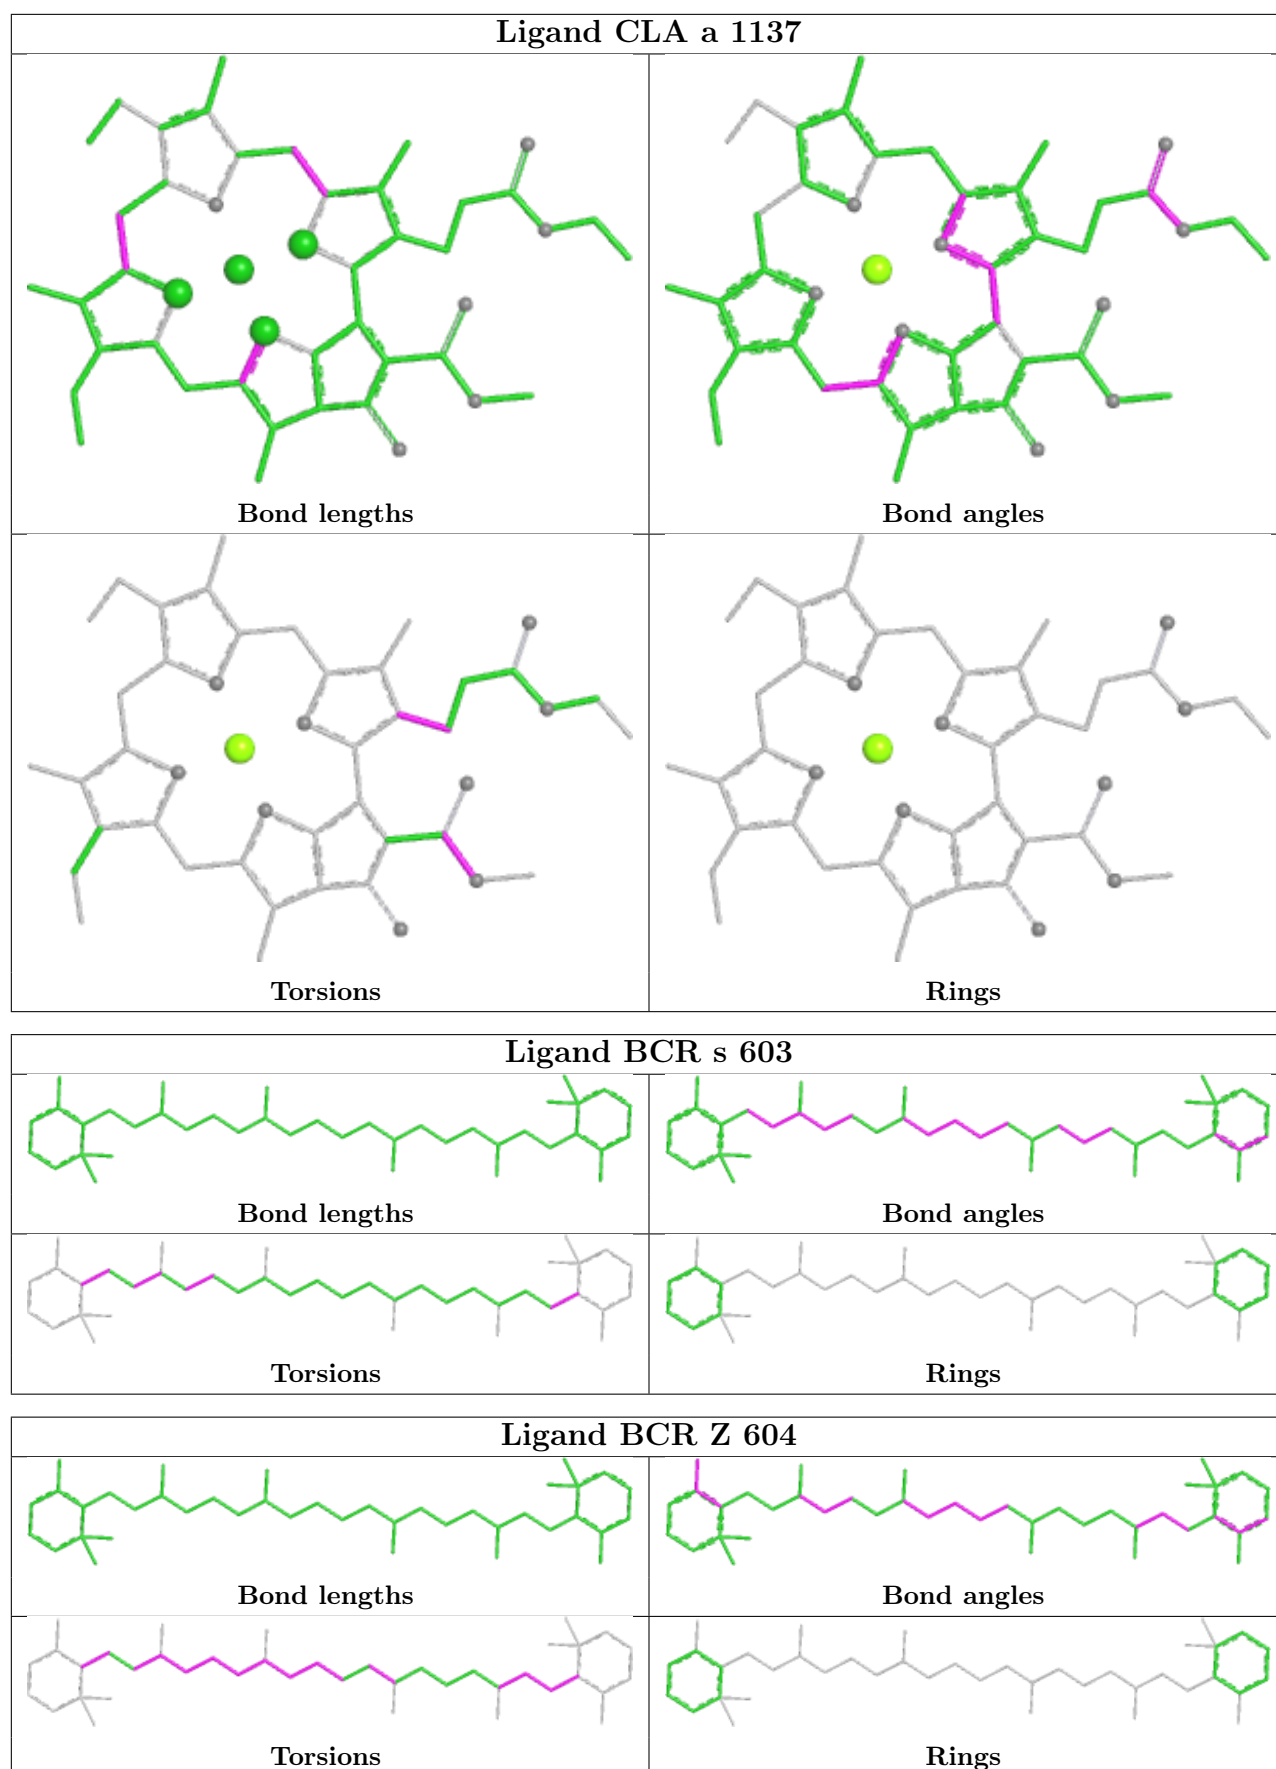 Ligand CLA a 1137
Bond lengths
Bond angles
Torsions
Rings
Ligand BCR s 603
Bond lengths
Bond angles
Torsions
Rings
Ligand BCR Z 604
Bond lengths
Bond angles
Torsions
Rings